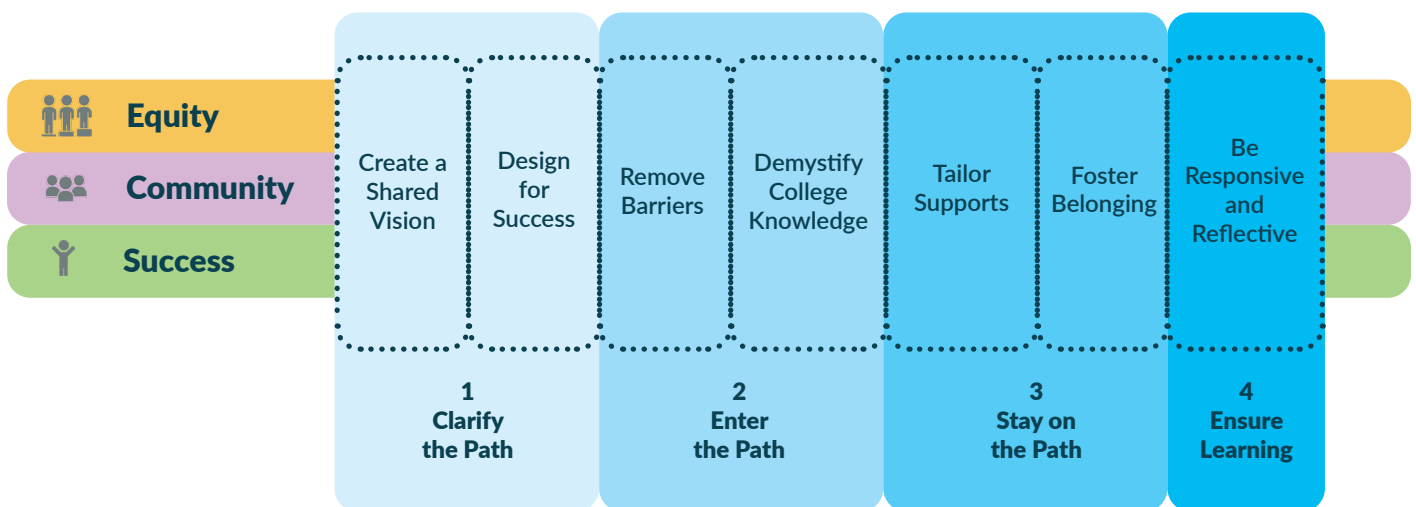 Equity
Community
Success
Create a
Shared
Vision
Design
for
Success
Remove
Barriers
Demystify
College
Knowledge
Tailor
Supports
Foster
Belonging
Be
Responsive
and
Reflective
1
Clarify
the Path
2
Enter
the Path
3
Stay on
the Path
4
Ensure
Learning